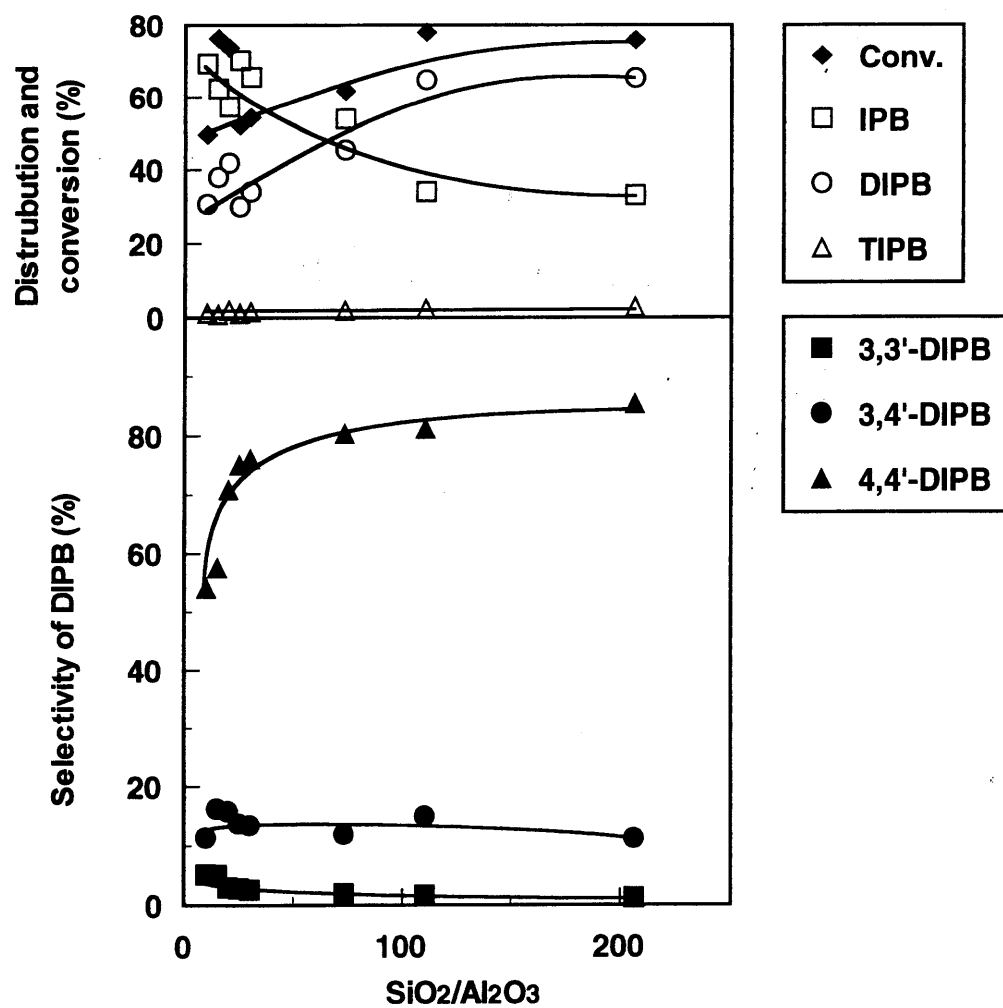 Distrubution and
conversion (%)
80
60
40
20
0
Conv.
IPB
DIPB
TIPB
Selectivity of DIPB (%)
80
60
40
20
0
3,3'-DIPB
3,4'-DIPB
4,4'-DIPB
0
100
200
SiO2/Al2O3